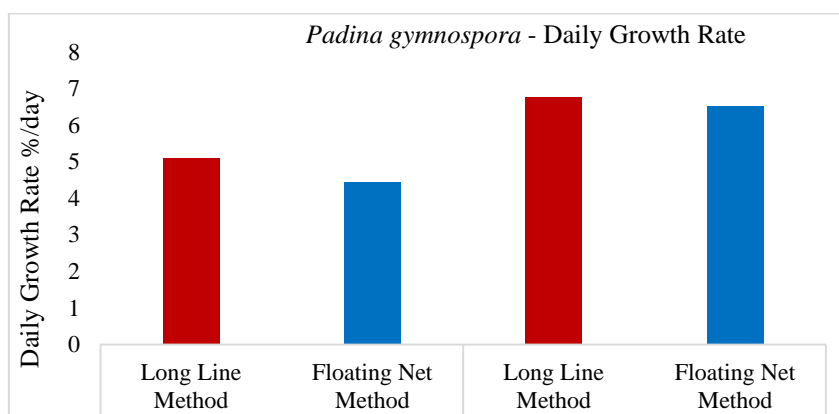 Padina gymnospora - Daily Growth Rate
Daily Growth Rate %/day
8
7
6
5
4
3
2
1
0
Long Line
Method
Floating Net
Method
Long Line
Method
Floating Net
Method